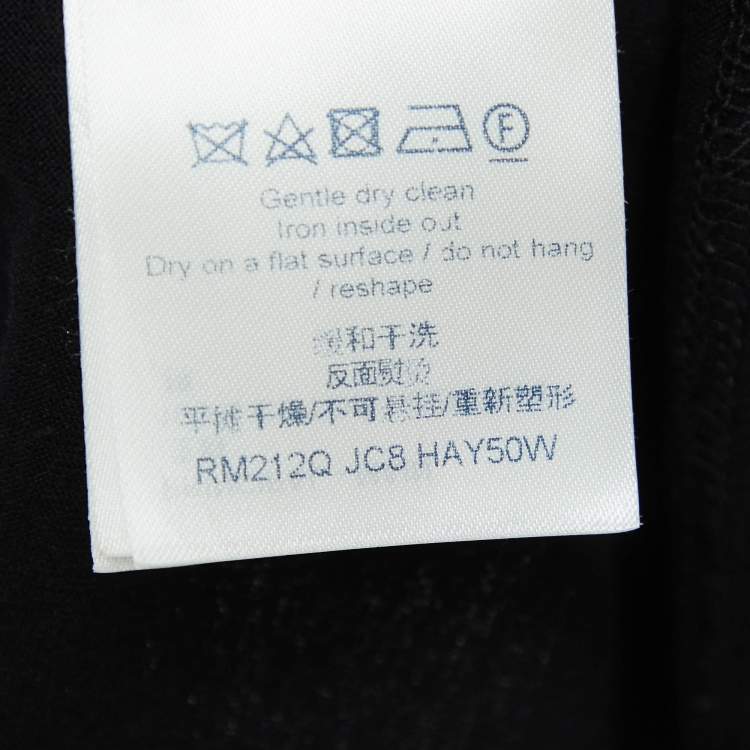 F
Gentle dry clean
Iron inside out
Dry on a flat surface / do not hang
/ reshape
缓和干洗
反面熨烫
平摊干燥/不可悬挂/重新塑形
RM212Q JC8 HAY50W